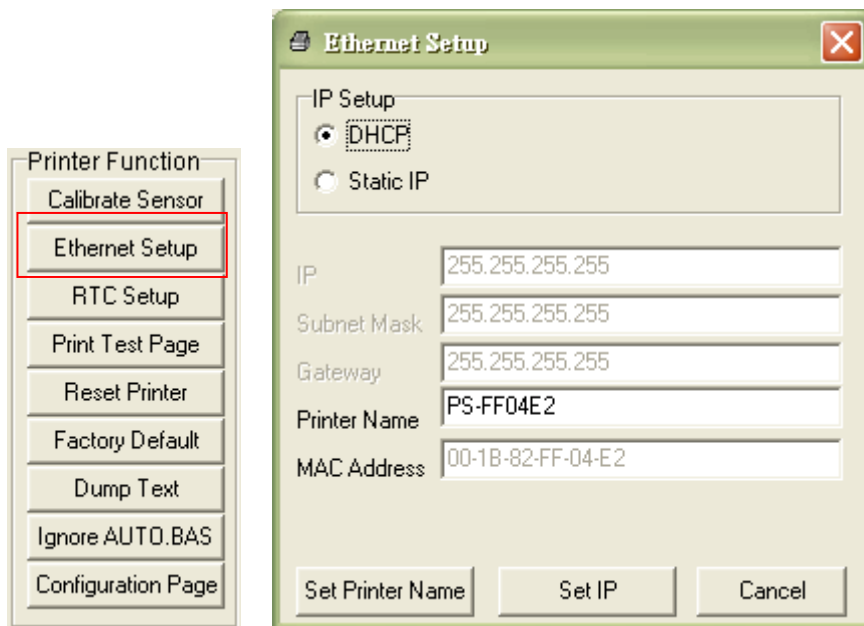 Printer Function
Calibrate Sensor
Ethernet Setup
RTC Setup
Print Test Page
Reset Printer
Factory Default
Dump Text
Ignore AUTO.BAS
Configuration Page
Ethernet Setup
IP Setup
DHCP
Static IP
IP 255.255.255.255
Subnet Mask 255.255.255.255
Gateway 255.255.255.255
Printer Name PS-FF04E2
MAC Address 00-1B-82-FF-04-E2
Set Printer Name Set IP Cancel